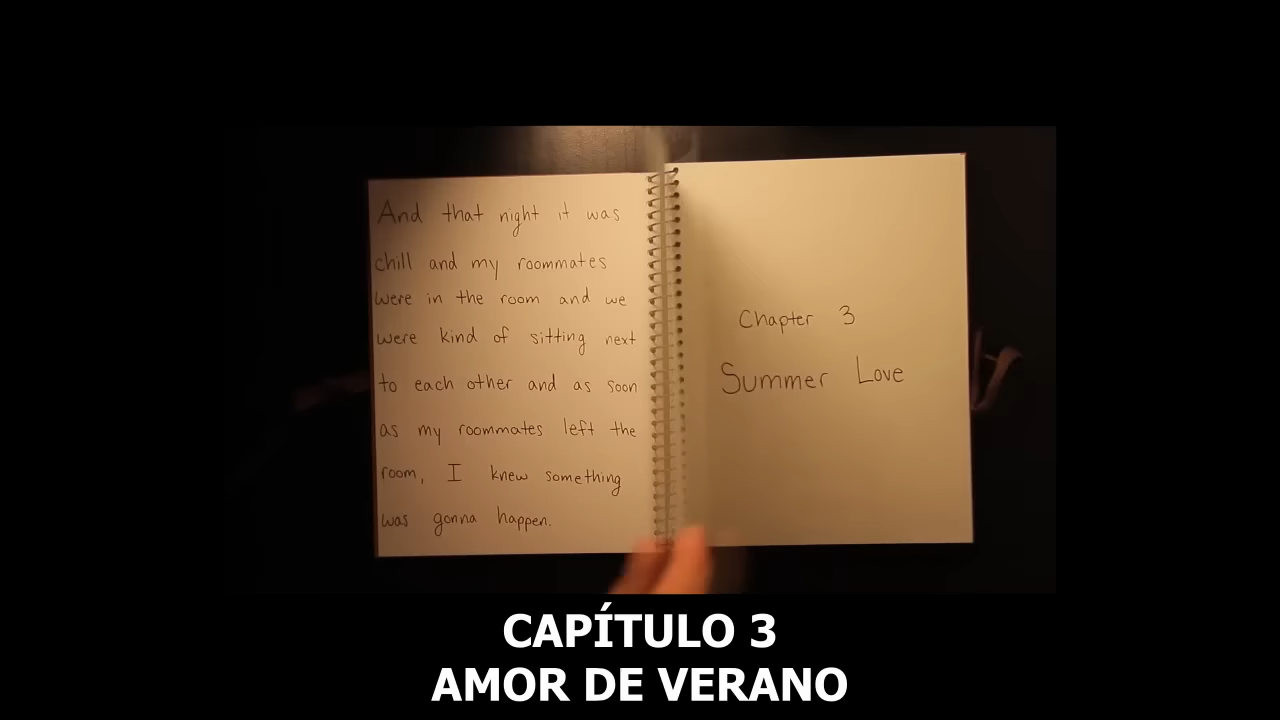 And that night it was
chill and my roommates
were in the room and we
were kind of sitting next
to each other and as soon
as my roommates left the
room, I knew something
was gonna happen.
Chapter 3
Summer Love
CAPÍTULO 3
AMOR DE VERANO